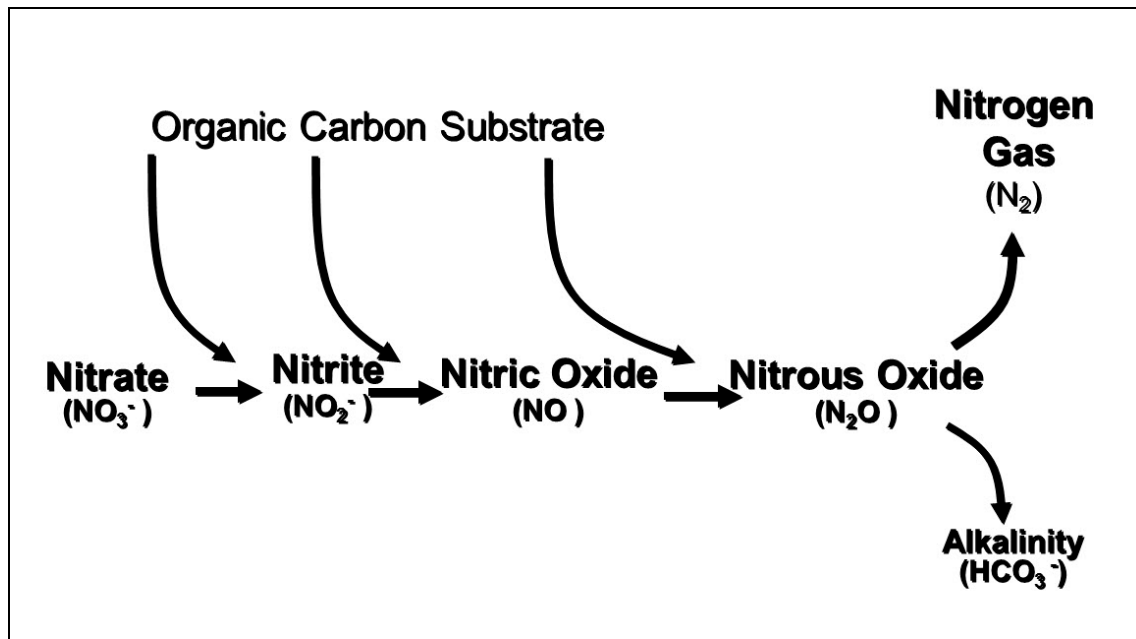 Organic Carbon Substrate
Nitrogen
Gas
(N₂)
Nitrate
(NO₃⁻)
Nitrite
(NO₂⁻)
Nitric Oxide
(NO )
Nitrous Oxide
(N₂O )
Alkalinity
(HCO₃⁻)